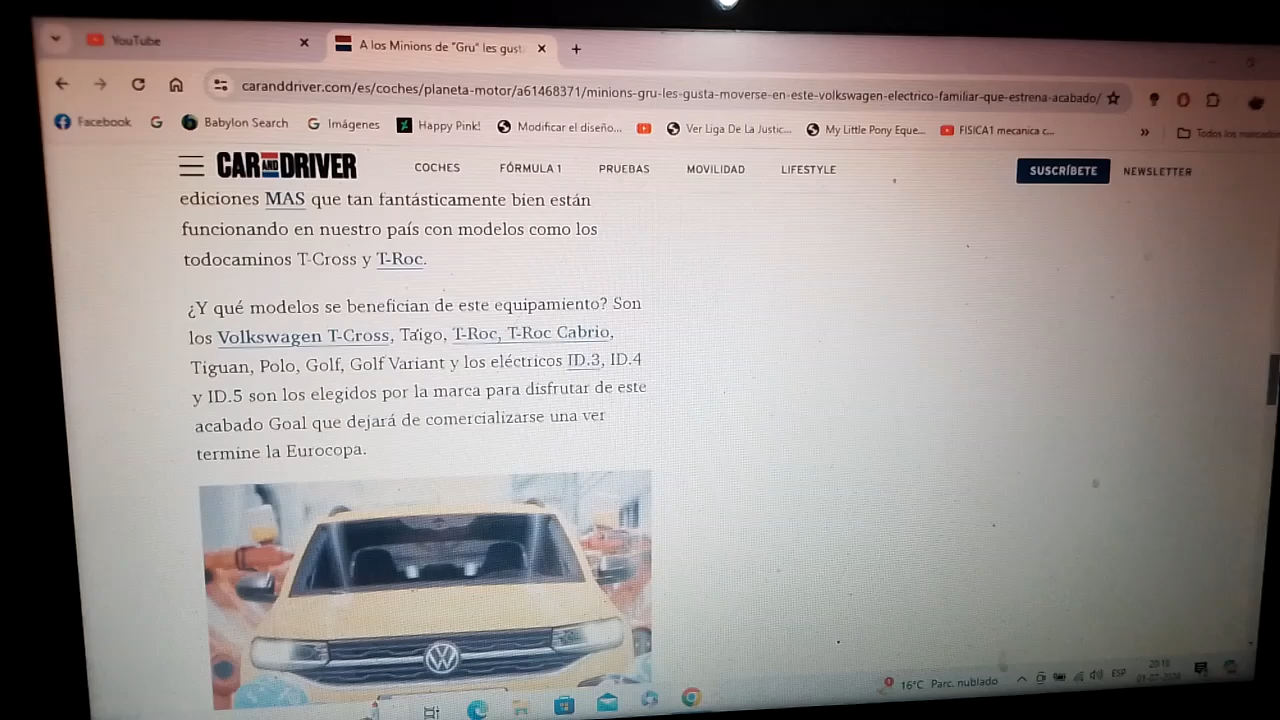 YouTube
A los Minions de "Gru" les gust
caranddriver.com/es/coches/planeta-motor/a61468371/minions-gru-les-gusta-moverse-en-este-volkswagen-electrico-familiar-que-estrena-acabado/
Facebook
G
Babylon Search
G Imágenes
Happy Pink!
Modificar el diseño...
Ver Liga De La Justic...
My Little Pony Eque...
FISICA1 mecanica c...
»
Todos los marcador
CAR AND DRIVER
COCHES
FÓRMULA 1
PRUEBAS
MOVILIDAD
LIFESTYLE
SUSCRÍBETE
NEWSLETTER
ediciones MAS que tan fantásticamente bien están
funcionando en nuestro país con modelos como los
todocaminos T-Cross y T-Roc.
¿Y qué modelos se benefician de este equipamiento? Son
los Volkswagen T-Cross, Taigo, T-Roc, T-Roc Cabrio,
Tiguan, Polo, Golf, Golf Variant y los eléctricos ID.3, ID.4
y ID.5 son los elegidos por la marca para disfrutar de este
acabado Goal que dejará de comercializarse una ver
termine la Eurocopa.
16°C Parc. nublado
ESP
20:18